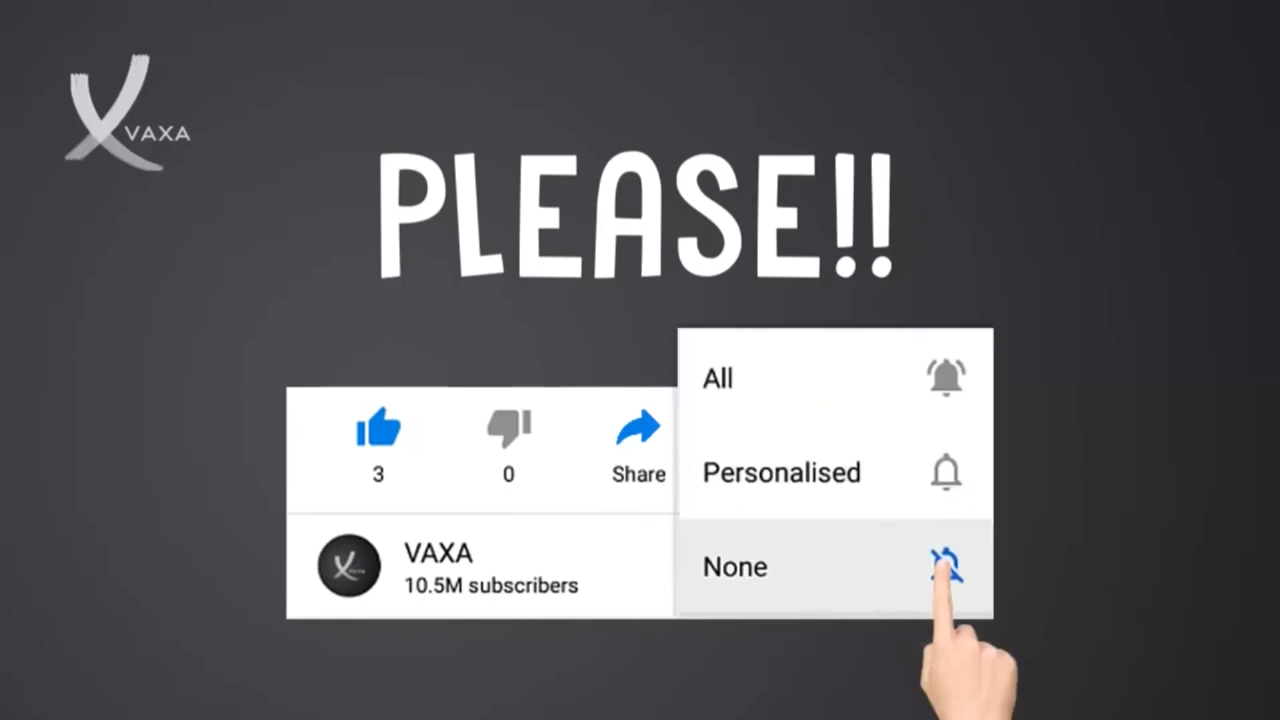 VAXA
PLEASE!!
All
Personalised
None
3
0
Share
VAXA
10.5M subscribers